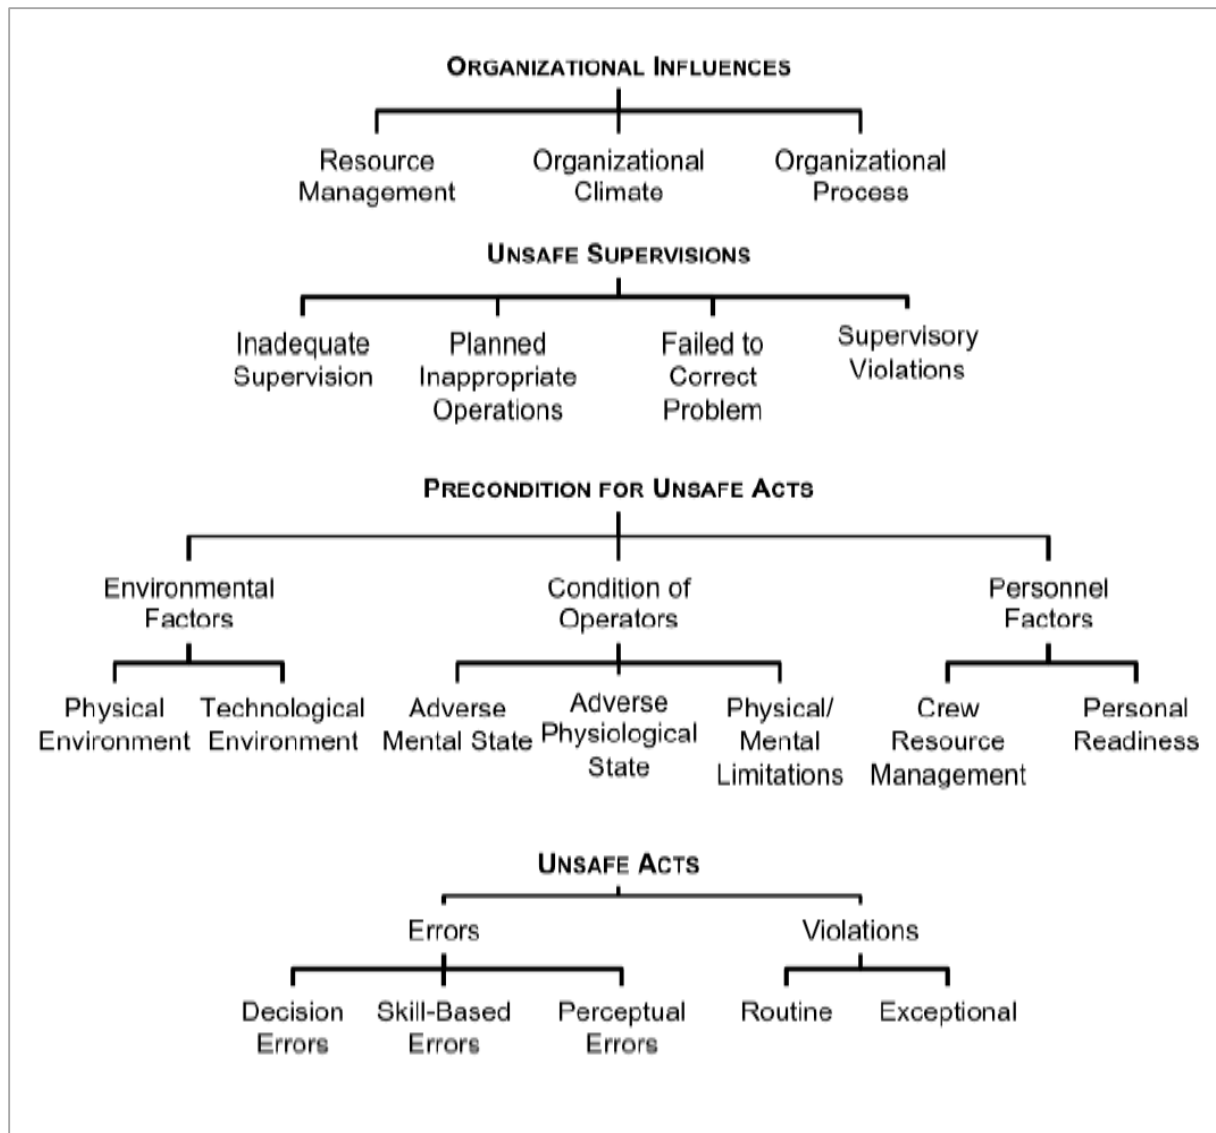 ORGANIZATIONAL INFLUENCES
Resource
Management
Organizational
Climate
Organizational
Process
UNSAFE SUPERVISIONS
Inadequate
Supervision
Planned
Inappropriate
Operations
Failed to
Correct
Problem
Supervisory
Violations
PRECONDITION FOR UNSAFE ACTS
Environmental
Factors
Condition of
Operators
Personnel
Factors
Physical
Environment
Technological
Environment
Adverse
Mental State
Adverse
Physiological
State
Physical/
Mental
Limitations
Crew
Resource
Management
Personal
Readiness
UNSAFE ACTS
Errors
Violations
Decision
Errors
Skill-Based
Errors
Perceptual
Errors
Routine
Exceptional